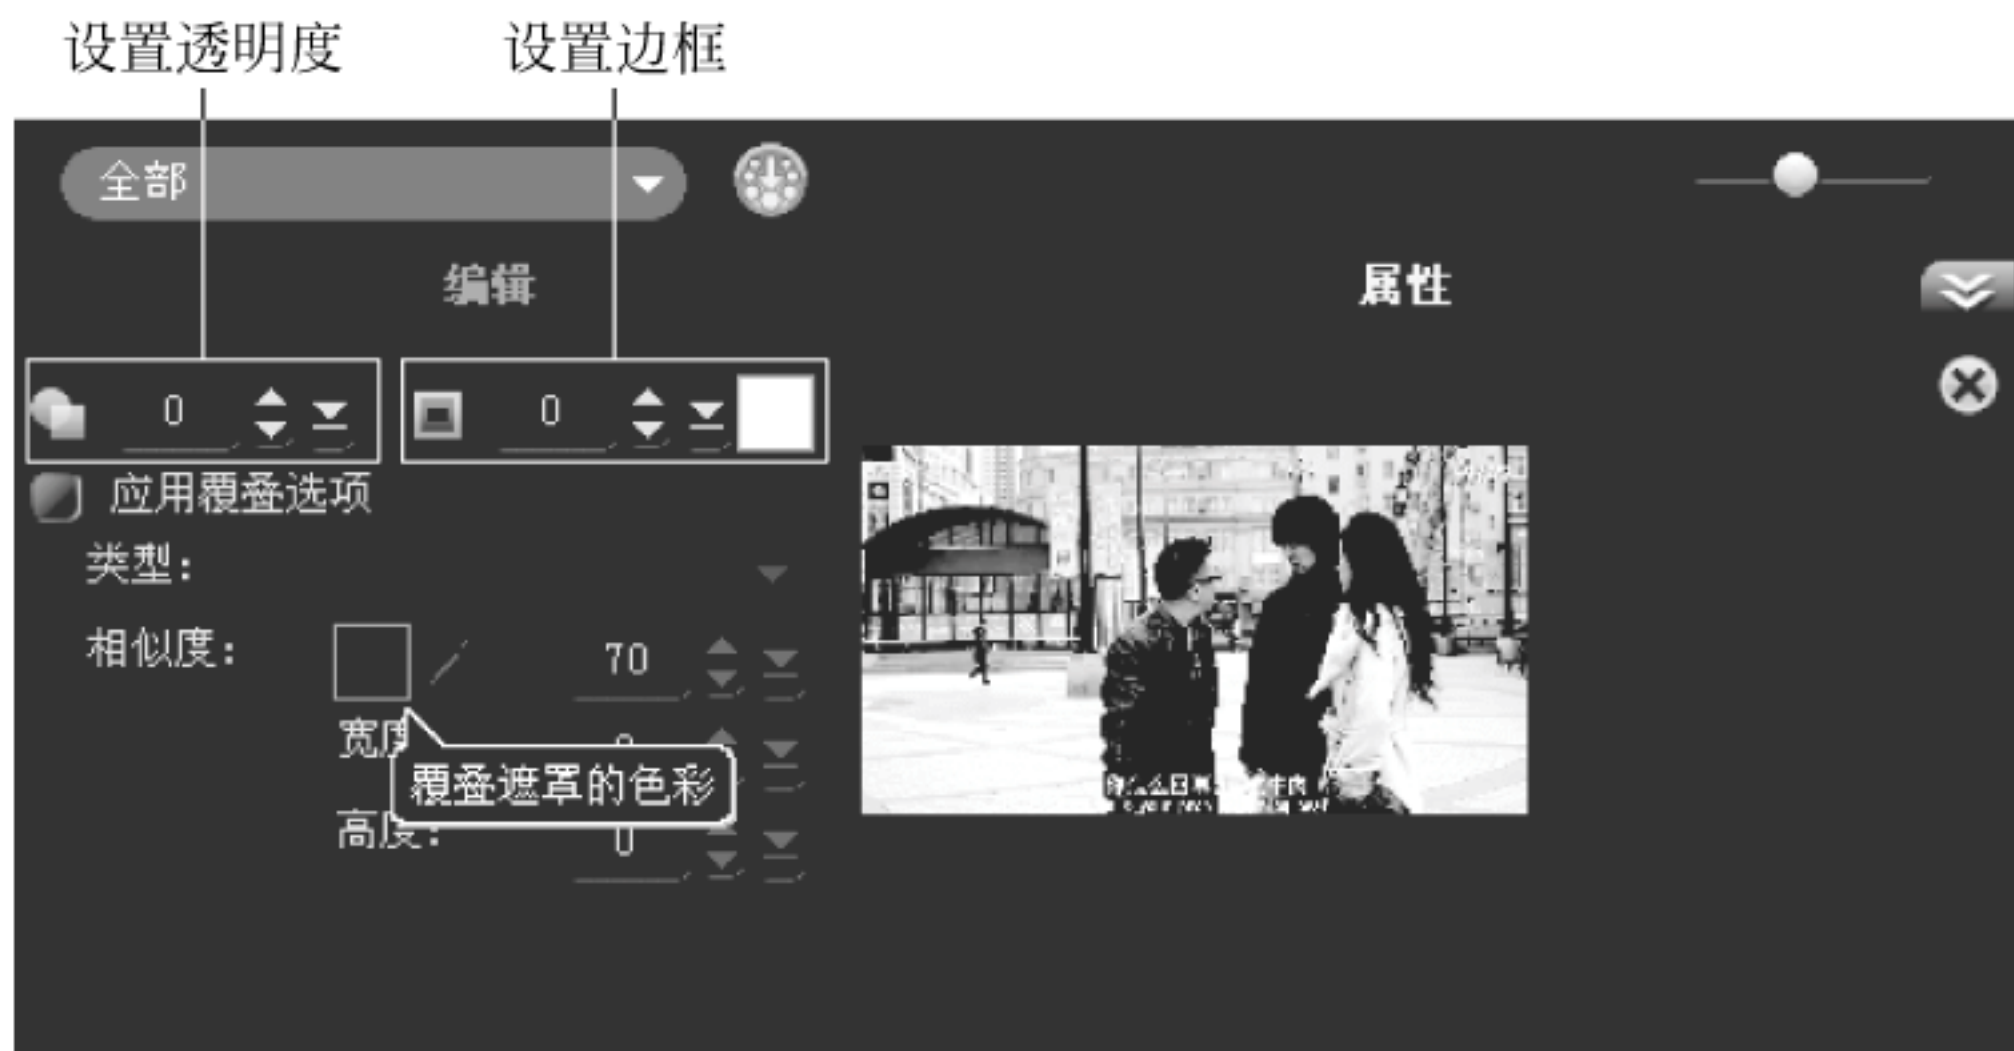 设置透明度 设置边框
全部
编辑 属性
0 0
应用覆叠选项
类型:
相似度: 70
宽度
覆叠遮罩的色彩
高度: 0